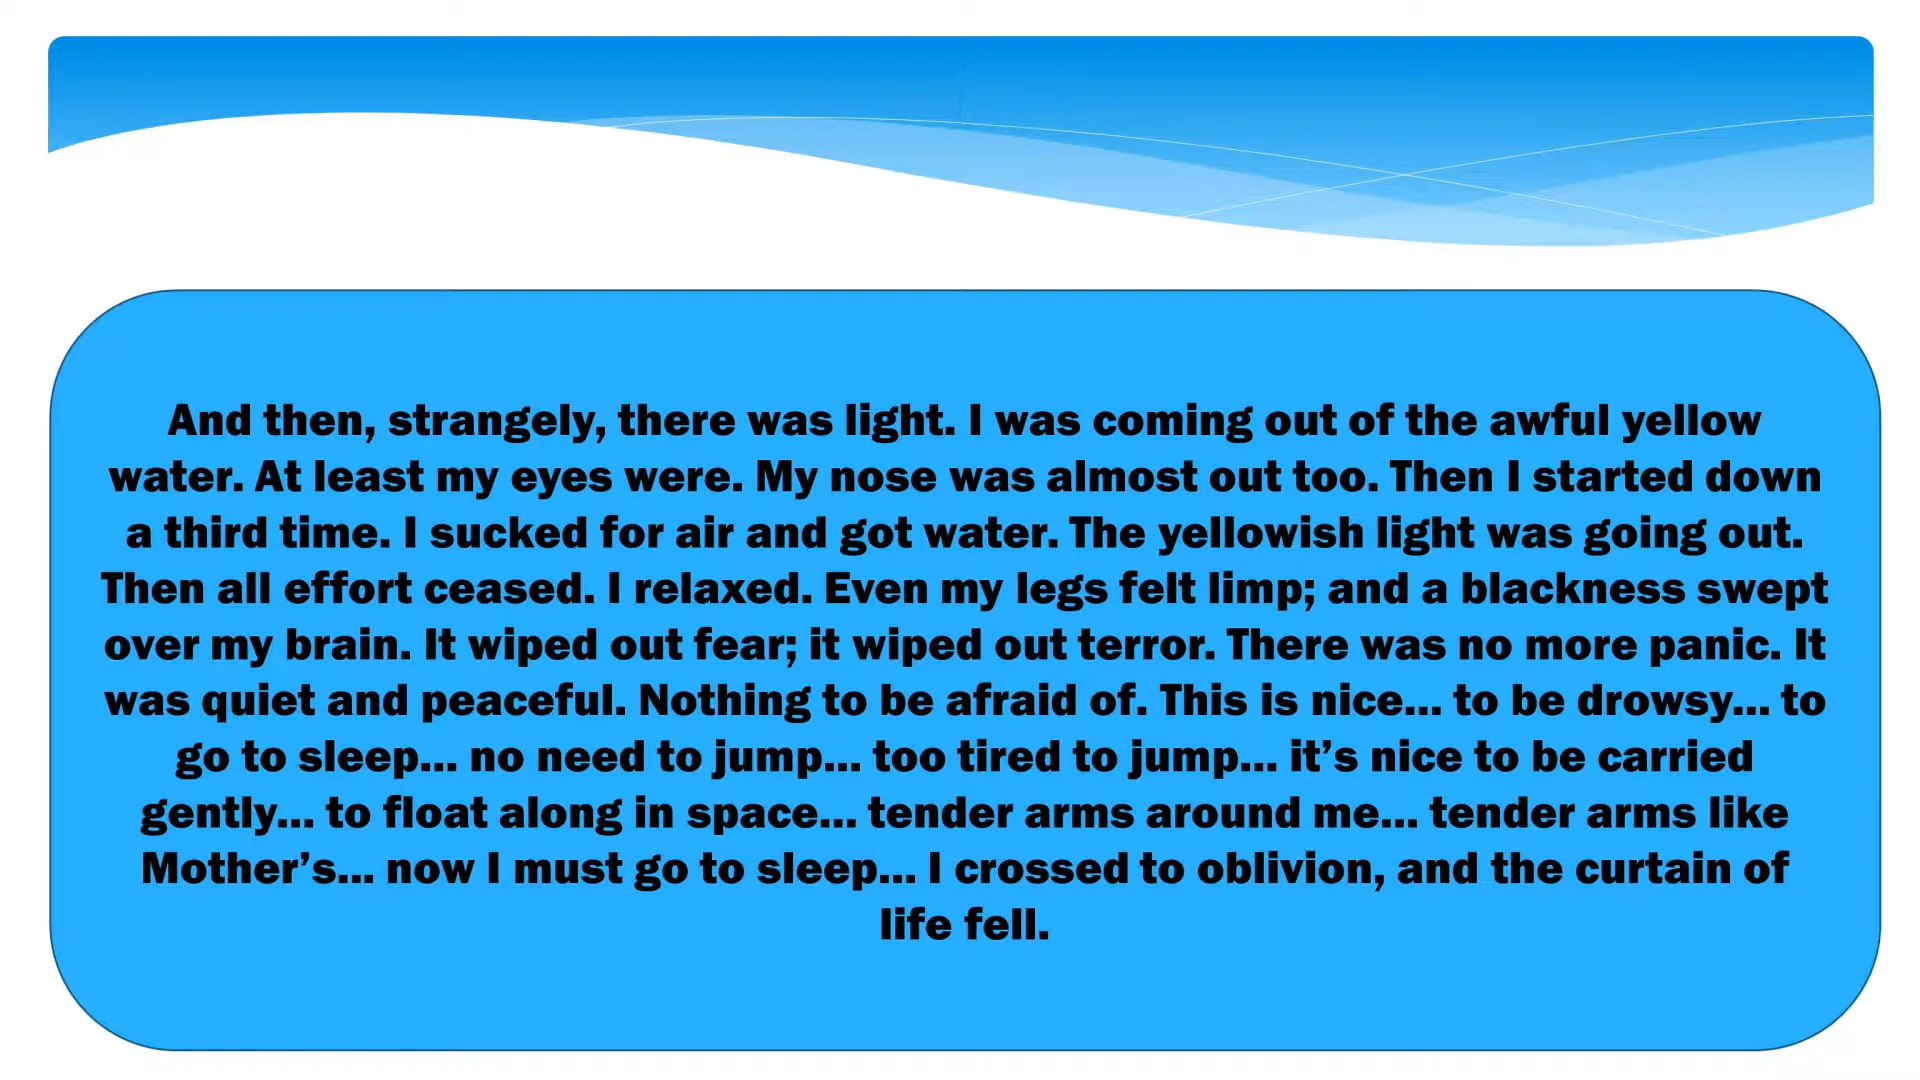 And then, strangely, there was light. I was coming out of the awful yellow
water. At least my eyes were. My nose was almost out too. Then I started down
a third time. I sucked for air and got water. The yellowish light was going out.
Then all effort ceased. I relaxed. Even my legs felt limp; and a blackness swept
over my brain. It wiped out fear; it wiped out terror. There was no more panic. It
was quiet and peaceful. Nothing to be afraid of. This is nice... to be drowsy... to
go to sleep... no need to jump... too tired to jump... it’s nice to be carried
gently... to float along in space... tender arms around me... tender arms like
Mother’s... now I must go to sleep... I crossed to oblivion, and the curtain of
life fell.